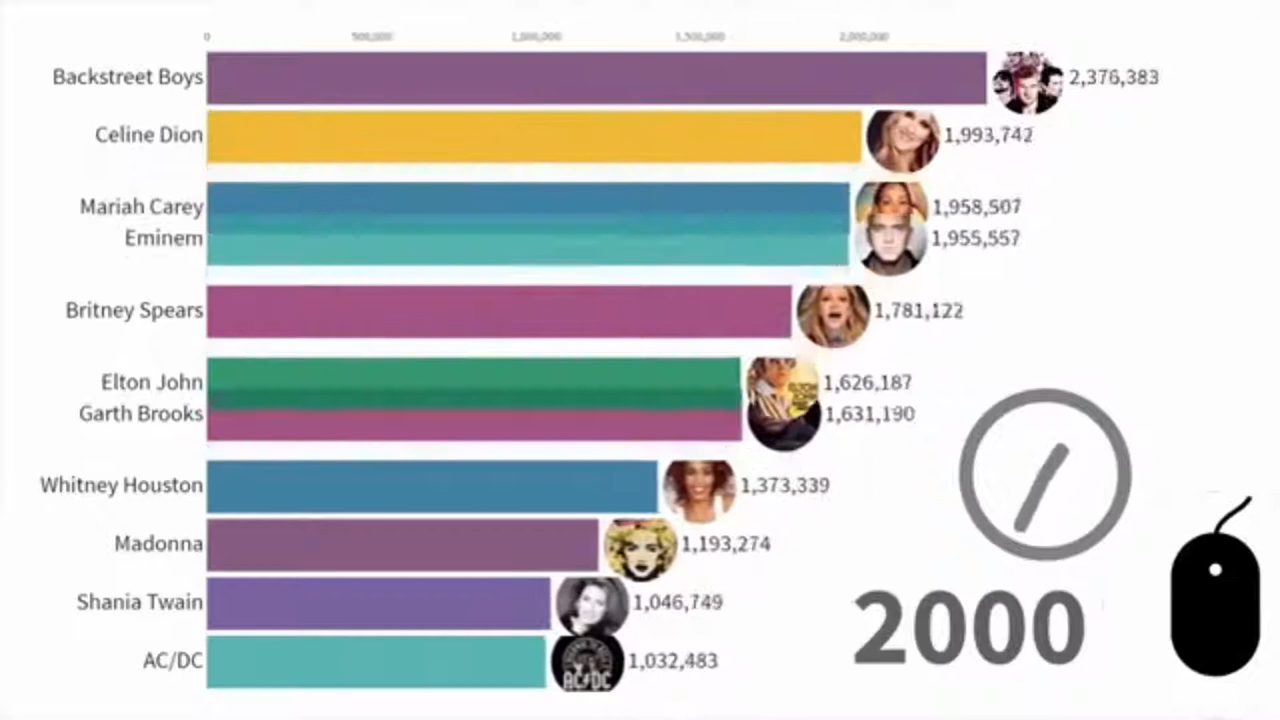 0 500,000 1,000,000 1,500,000 2,000,000
Backstreet Boys 2,376,383
Celine Dion 1,993,742
Mariah Carey 1,958,507
Eminem 1,955,557
Britney Spears 1,781,122
Elton John 1,626,187
Garth Brooks 1,631,190
Whitney Houston 1,373,339
Madonna 1,193,274
Shania Twain 1,046,749
AC/DC AC/DC 1,032,483
2000